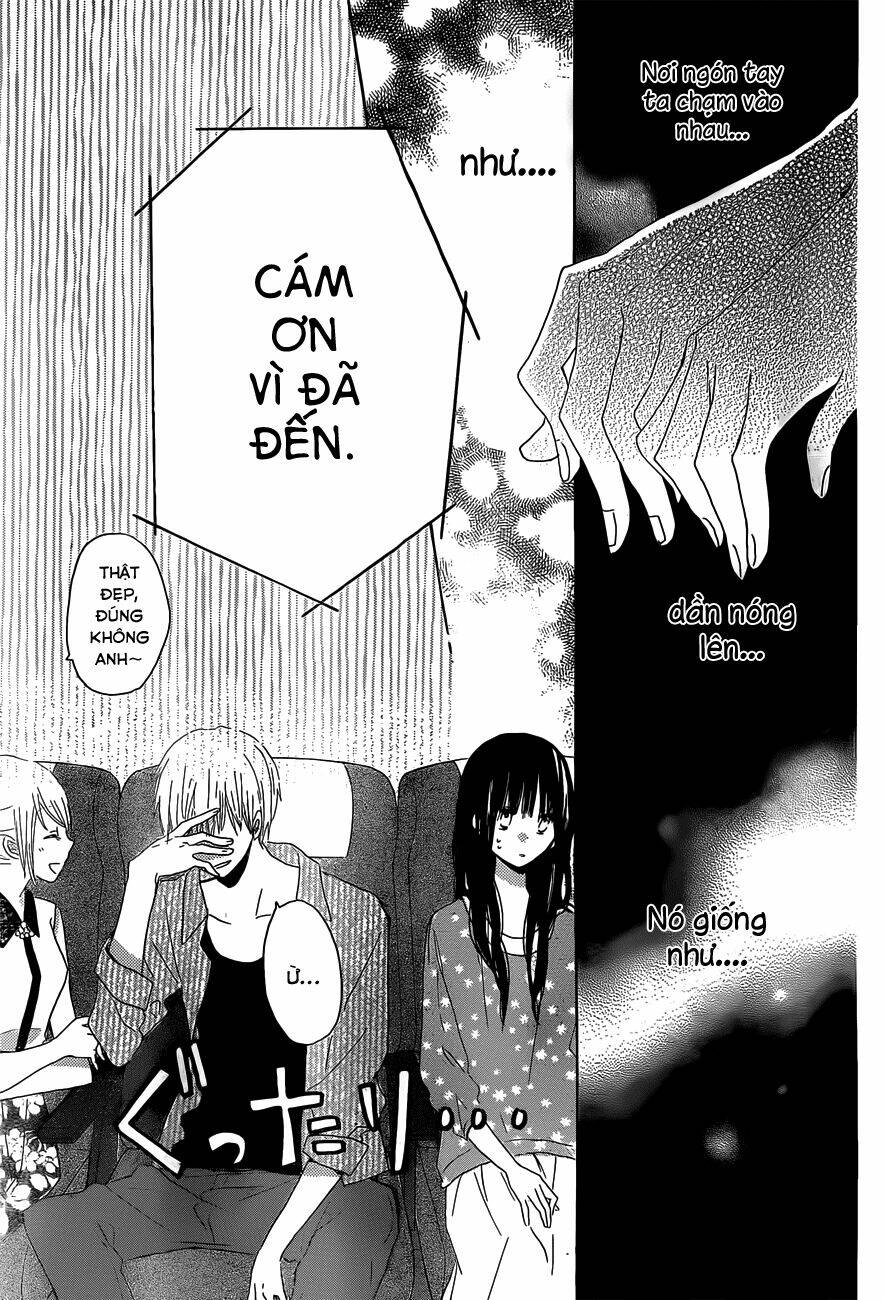 Nơi ngón tay
ta chạm vào
nhau...
dần nóng
lên...
Nó giống
như....
như....
CÁM
ƠN
VÌ ĐÃ
ĐẾN.
THẬT
ĐẸP,
ĐÚNG
KHÔNG
ANH~
Ừ...
ぐったり...